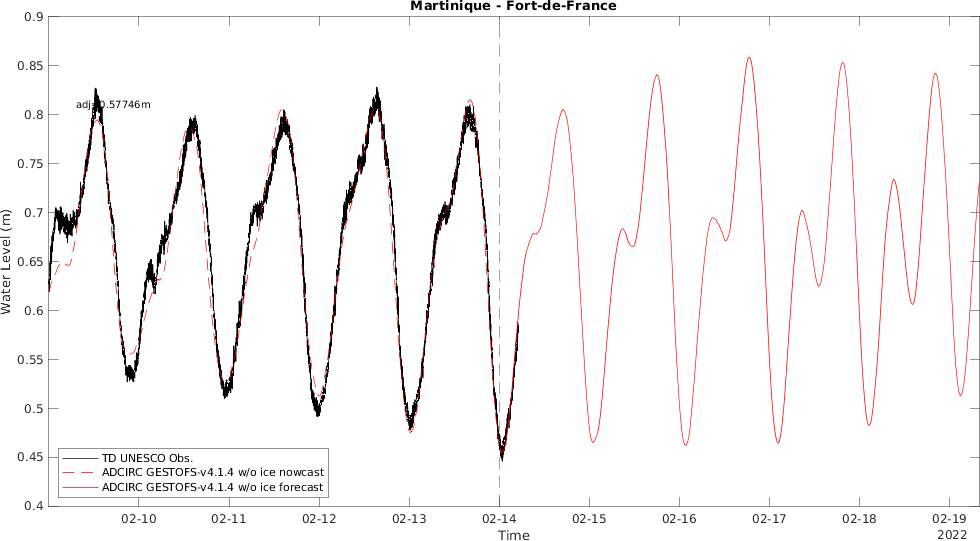 Martinique - Fort-de-France
0.9
0.85
0.8
0.75
0.7
0.65
0.6
0.55
0.5
0.45
0.4
Water Level (m)
adj: 0.57746m
TD UNESCO Obs.
ADCIRC GESTOFS-v4.1.4 w/o ice nowcast
ADCIRC GESTOFS-v4.1.4 w/o ice forecast
02-10 02-11 02-12 02-13 02-14 02-15 02-16 02-17 02-18 02-19
Time
2022